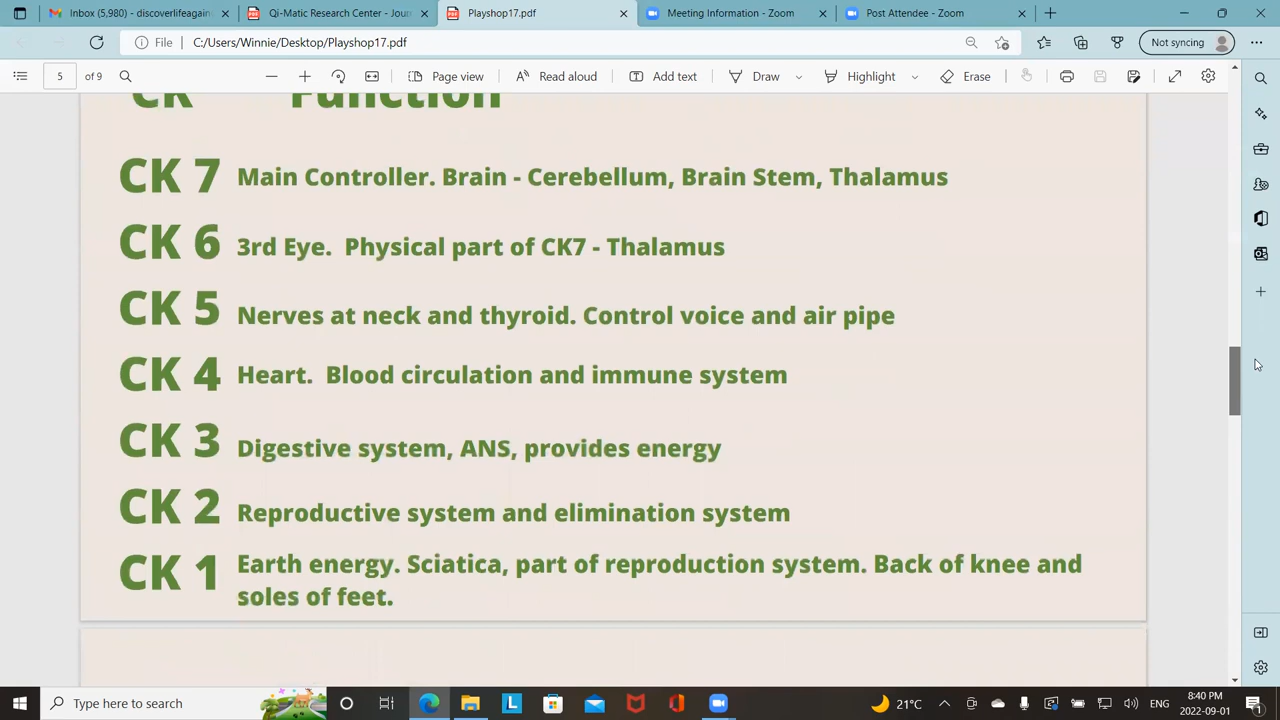 Inbox (5,980) - discoverlifeagain
Qi-Matic Research Center - Jour
Playshop17.pdf
Meeting Information - Zoom
Post Attendee - Zoom
File C:/Users/Winnie/Desktop/Playshop17.pdf
Not syncing
5 of 9
Page view
Read aloud
Add text
Draw
Highlight
Erase
CK Function
CK 7 Main Controller. Brain - Cerebellum, Brain Stem, Thalamus
CK 6 3rd Eye. Physical part of CK7 - Thalamus
CK 5 Nerves at neck and thyroid. Control voice and air pipe
CK 4 Heart. Blood circulation and immune system
CK 3 Digestive system, ANS, provides energy
CK 2 Reproductive system and elimination system
CK 1 Earth energy. Sciatica, part of reproduction system. Back of knee and
soles of feet.
Type here to search
L
21°C
ENG
8:40 PM
2022-09-01